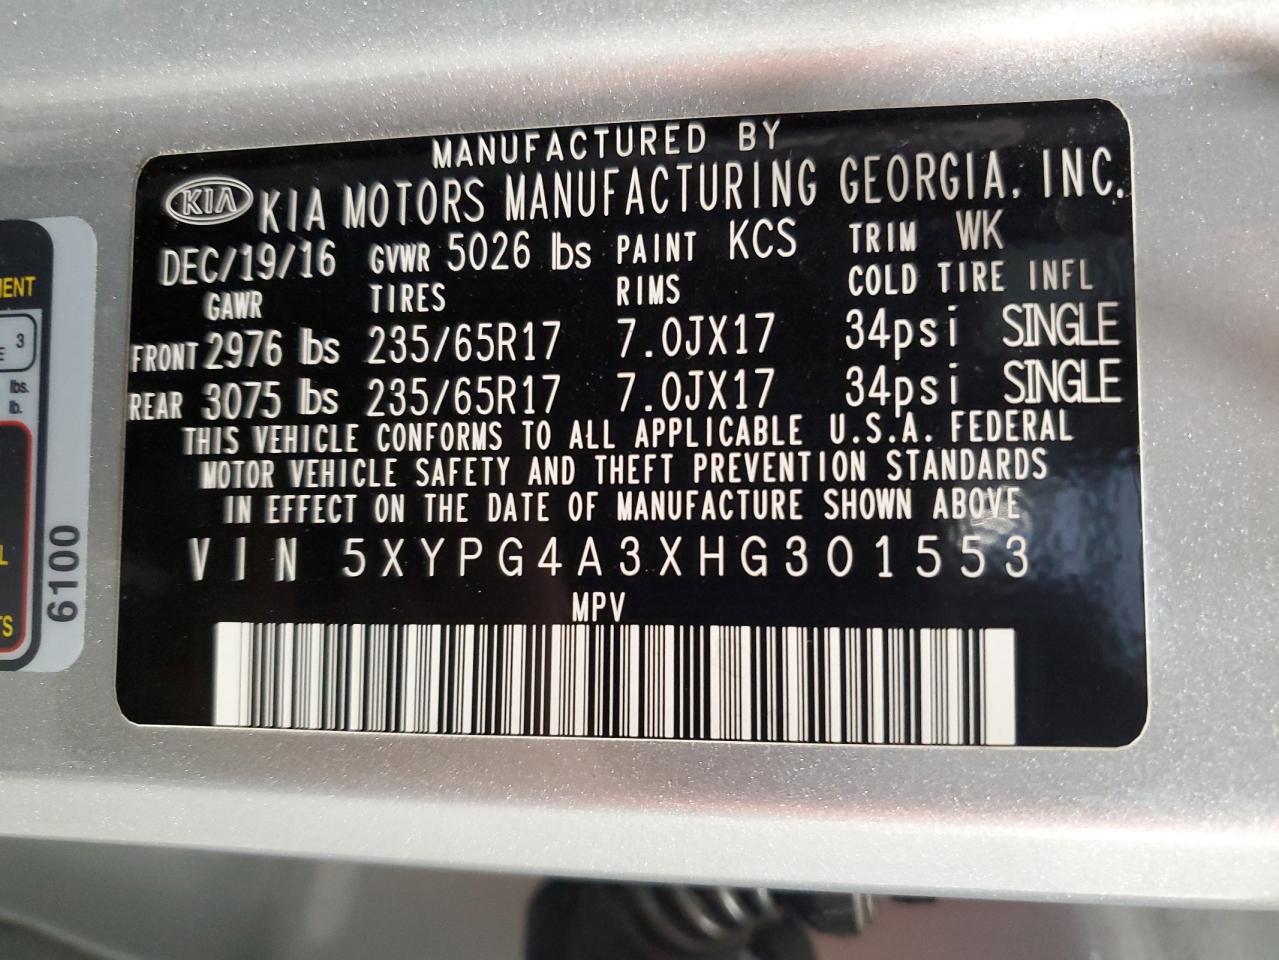 MANUFACTURED BY
KIA KIA MOTORS MANUFACTURING GEORGIA, INC.
DEC/19/16 GVWR 5026 lbs PAINT KCS TRIM WK
GAWR TIRES RIMS COLD TIRE INFL
FRONT 2976 lbs 235/65R17 7.0JX17 34psi SINGLE
REAR 3075 lbs 235/65R17 7.0JX17 34psi SINGLE
THIS VEHICLE CONFORMS TO ALL APPLICABLE U.S.A. FEDERAL
MOTOR VEHICLE SAFETY AND THEFT PREVENTION STANDARDS
IN EFFECT ON THE DATE OF MANUFACTURE SHOWN ABOVE
VIN 5XYPG4A3XHG301553
MPV
3
lbs.
lb.
6100